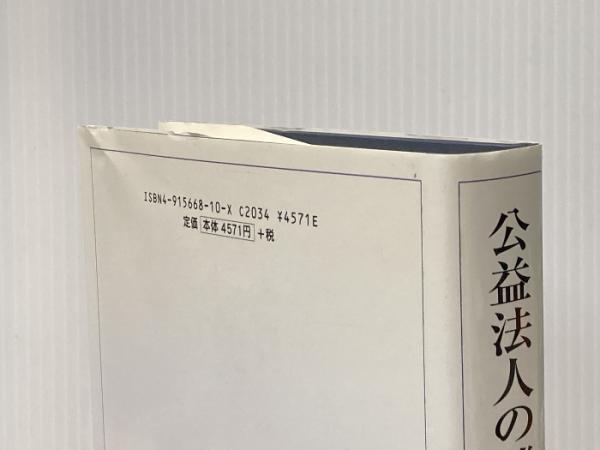 ISBN4-915668-10-X C2034 ¥4571E
定価 本体 4571円 +税
公益法人の